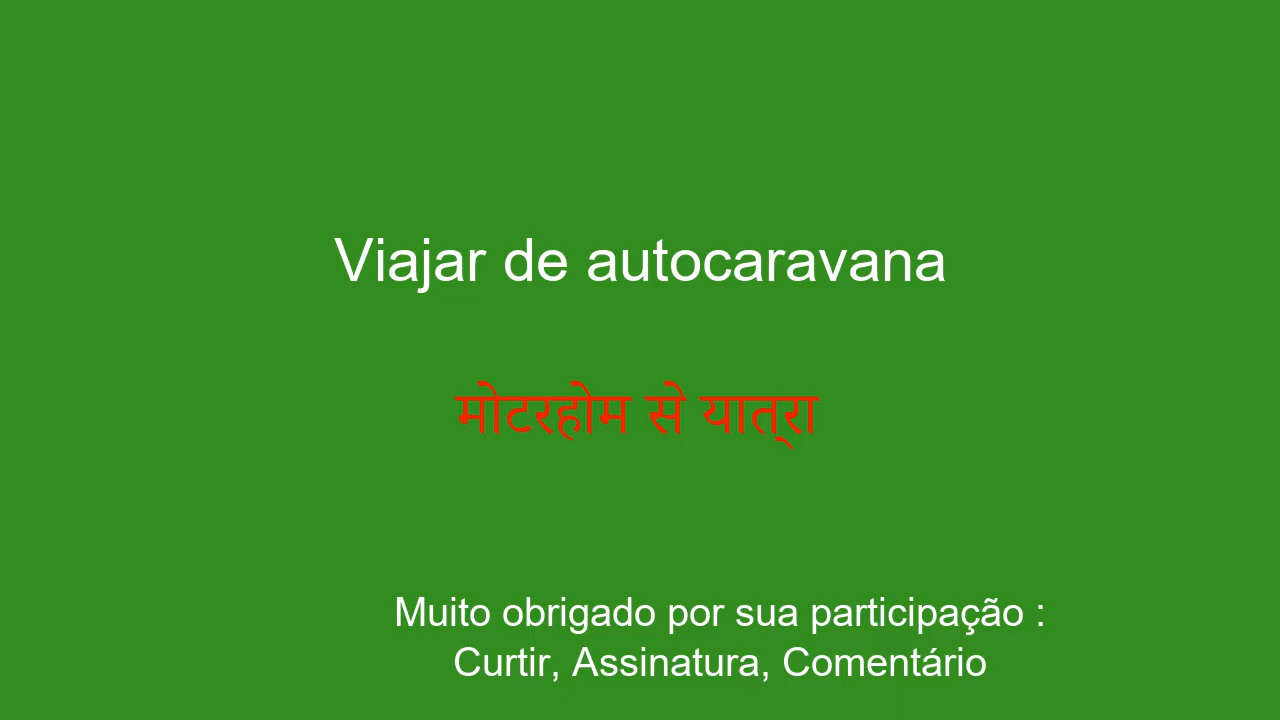 Viajar de autocaravana
मोटरहोम से यात्रा
Muito obrigado por sua participação :
Curtir, Assinatura, Comentário